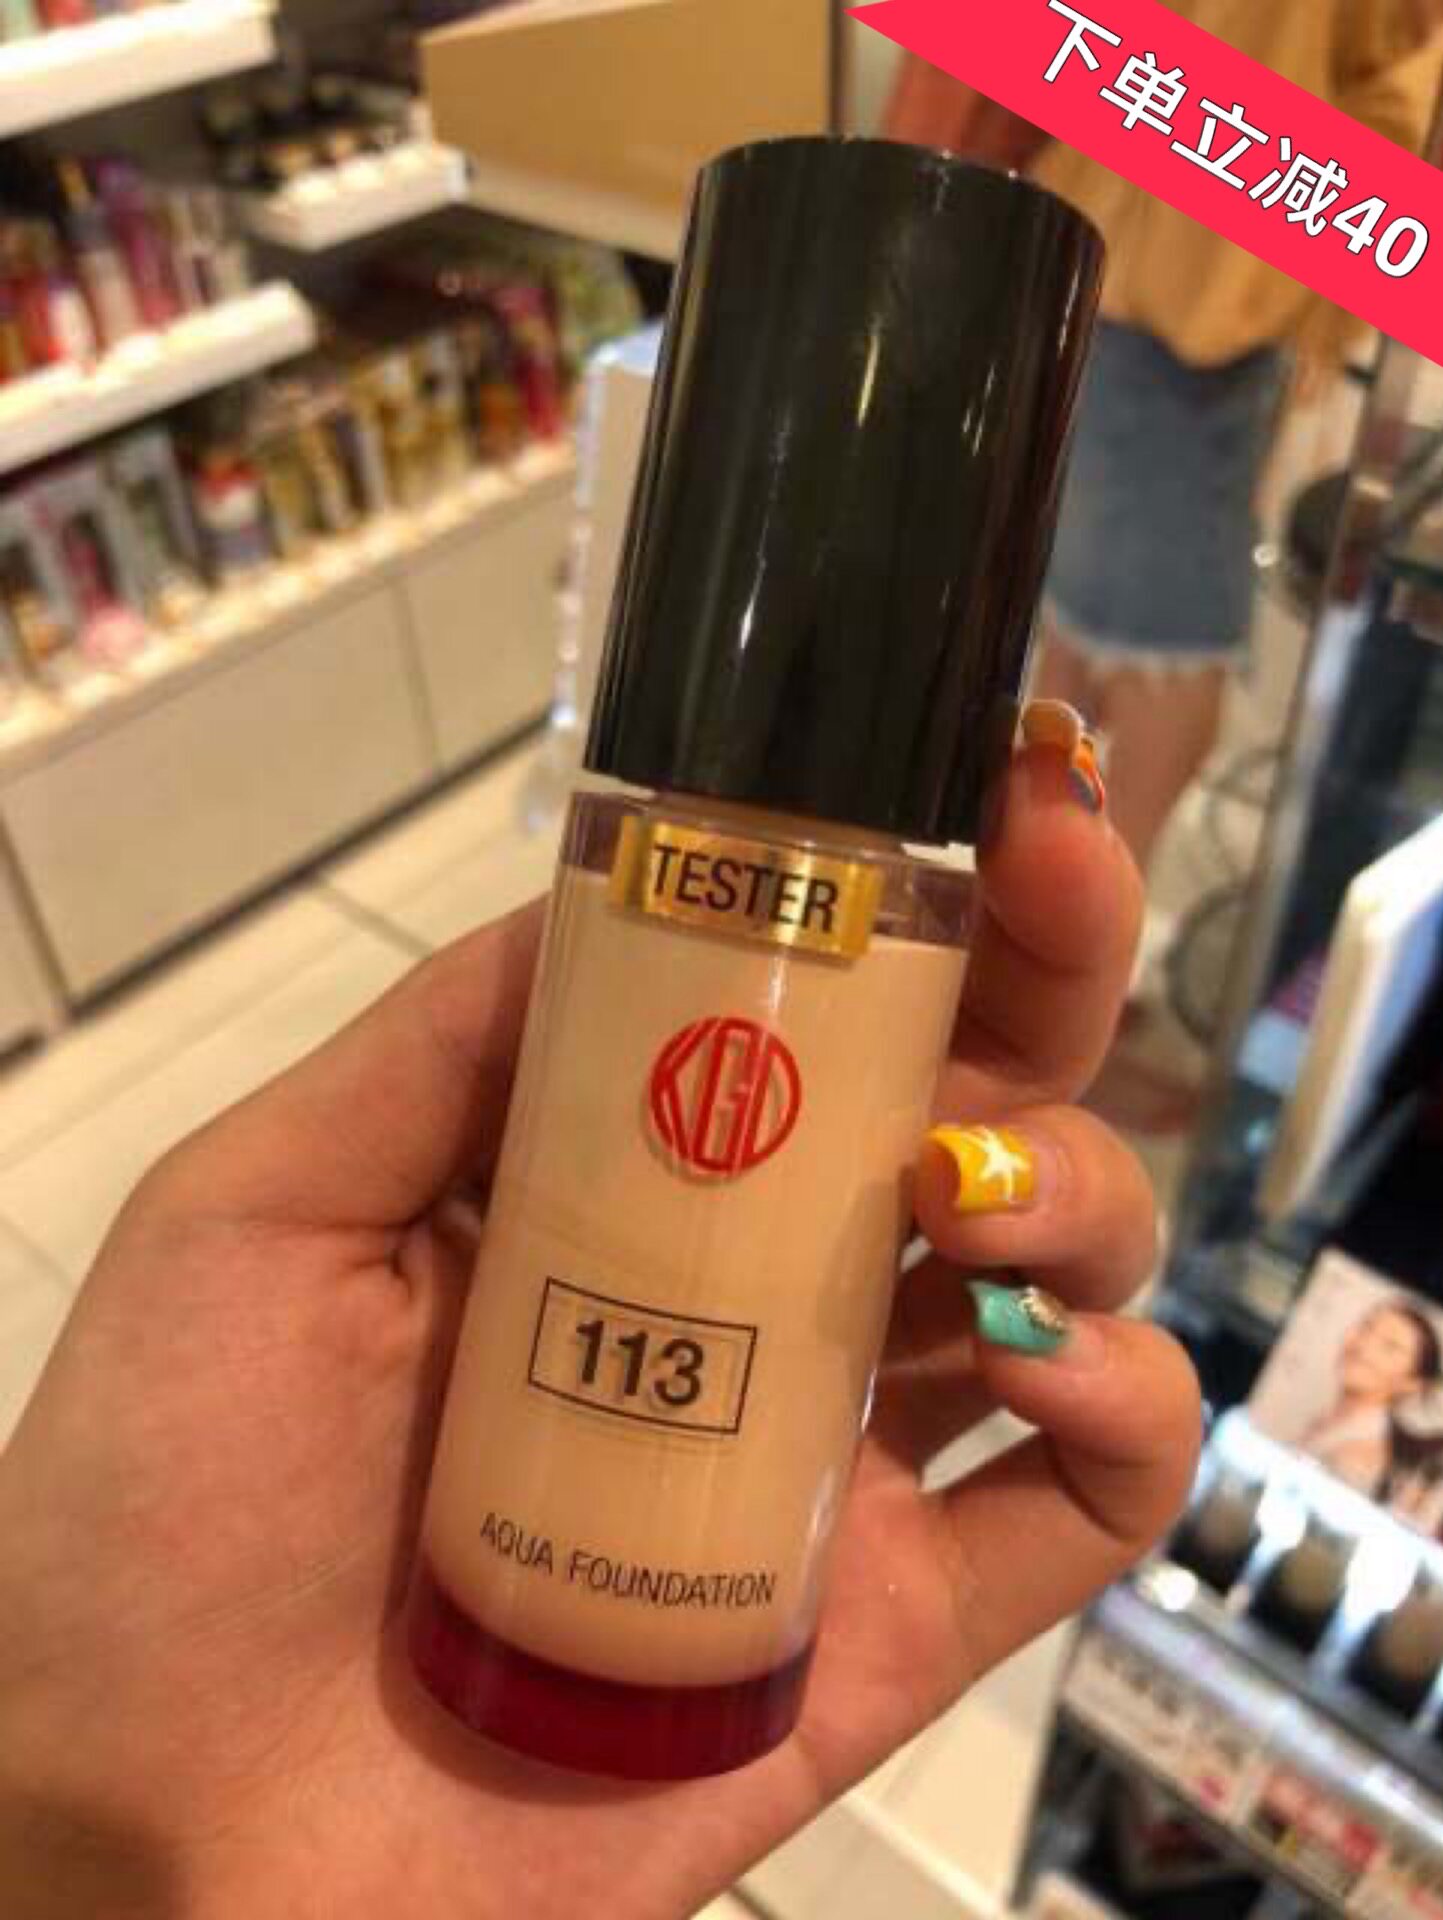 下单立减40
TESTER
KGD
113
AQUA FOUNDATION